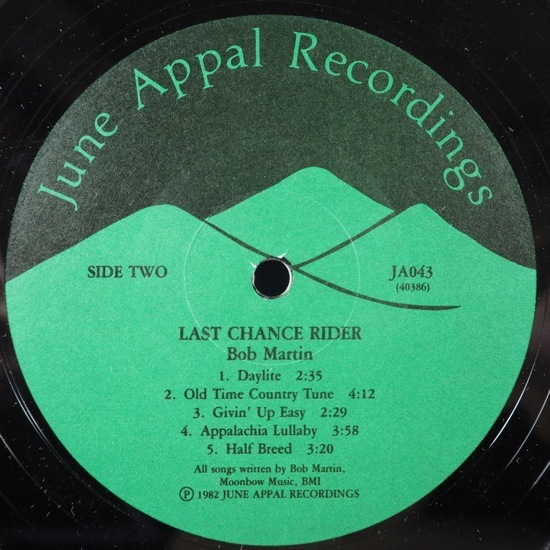 June Appal Recordings
SIDE TWO
JA043
(40386)
LAST CHANCE RIDER
Bob Martin
1. Daylite 2:35
2. Old Time Country Tune 4:12
3. Givin' Up Easy 2:29
4. Appalachia Lullaby 3:58
5. Half Breed 3:20
All songs written by Bob Martin,
Moonbow Music, BMI
Ⓟ 1982 JUNE APPAL RECORDINGS